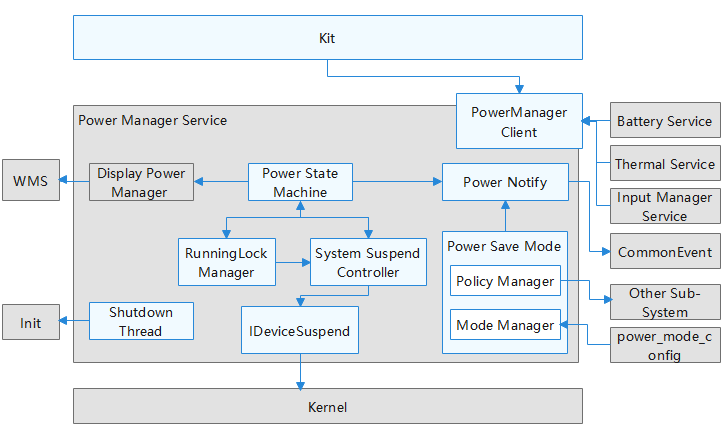 Kit
PowerManager
Client
Power Manager Service
Battery Service
Thermal Service
Input Manager
Service
WMS
Display Power
Manager
Power State
Machine
Power Notify
CommonEvent
RunningLock
Manager
System Suspend
Controller
Power Save Mode
Policy Manager
Other Sub-
System
Init
Shutdown
Thread
IDeviceSuspend
Mode Manager
power_mode_c
onfig
Kernel